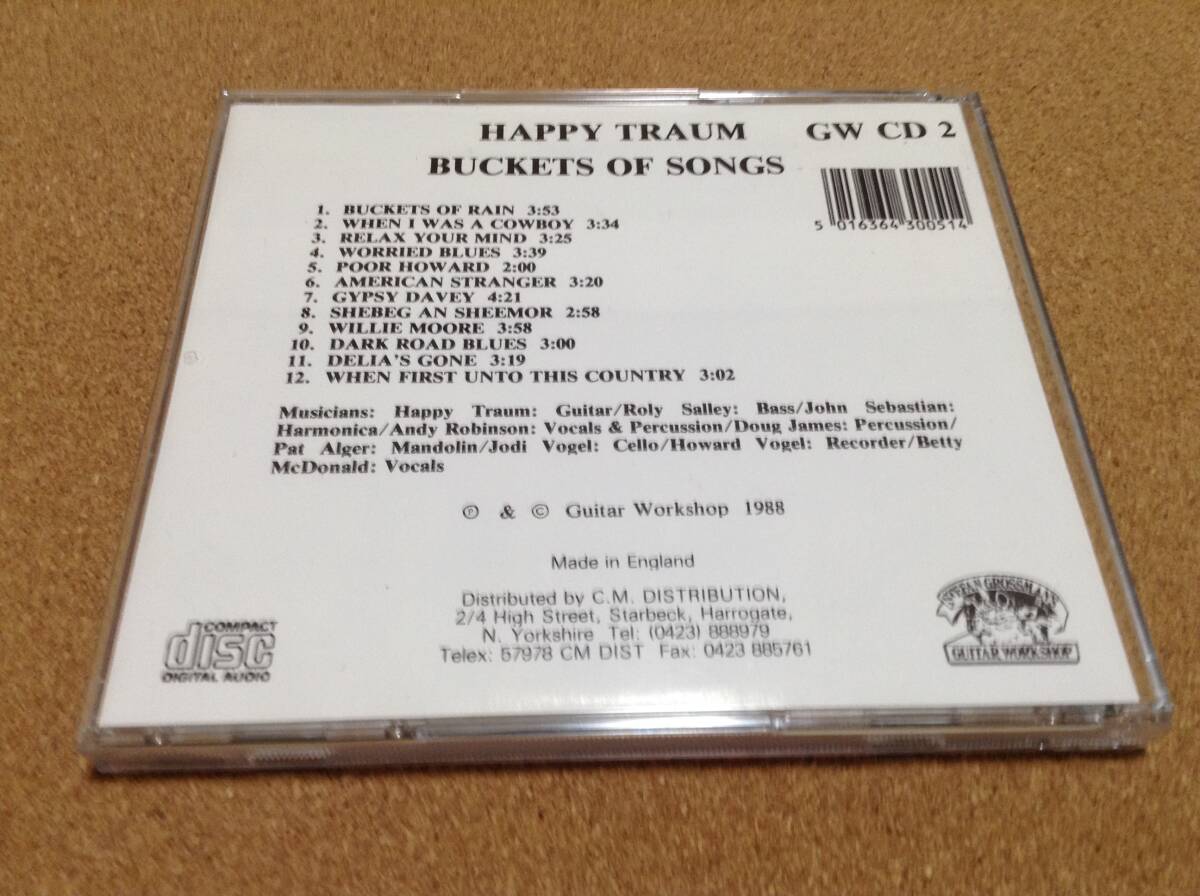 HAPPY TRAUM GW CD 2
BUCKETS OF SONGS
5 016364 300514
1. BUCKETS OF RAIN 3:53
2. WHEN I WAS A COWBOY 3:34
3. RELAX YOUR MIND 3:25
4. WORRIED BLUES 3:39
5. POOR HOWARD 2:00
6. AMERICAN STRANGER 3:20
7. GYPSY DAVEY 4:21
8. SHEBEG AN SHEEMOR 2:58
9. WILLIE MOORE 3:58
10. DARK ROAD BLUES 3:00
11. DELIA'S GONE 3:19
12. WHEN FIRST UNTO THIS COUNTRY 3:02
Musicians: Happy Traum: Guitar/Roly Salley: Bass/John Sebastian:
Harmonica/Andy Robinson: Vocals & Percussion/Doug James: Percussion/
Pat Alger: Mandolin/Jodi Vogel: Cello/Howard Vogel: Recorder/Betty
McDonald: Vocals
℗ & © Guitar Workshop 1988
Made in England
Distributed by C.M. DISTRIBUTION,
2/4 High Street, Starbeck, Harrogate,
N. Yorkshire Tel: (0423) 888979
Telex: 57978 CM DIST Fax: 0423 885761
COMPACT
disc
DIGITAL AUDIO
STEFAN GROSSMAN'S
GUITAR WORKSHOP